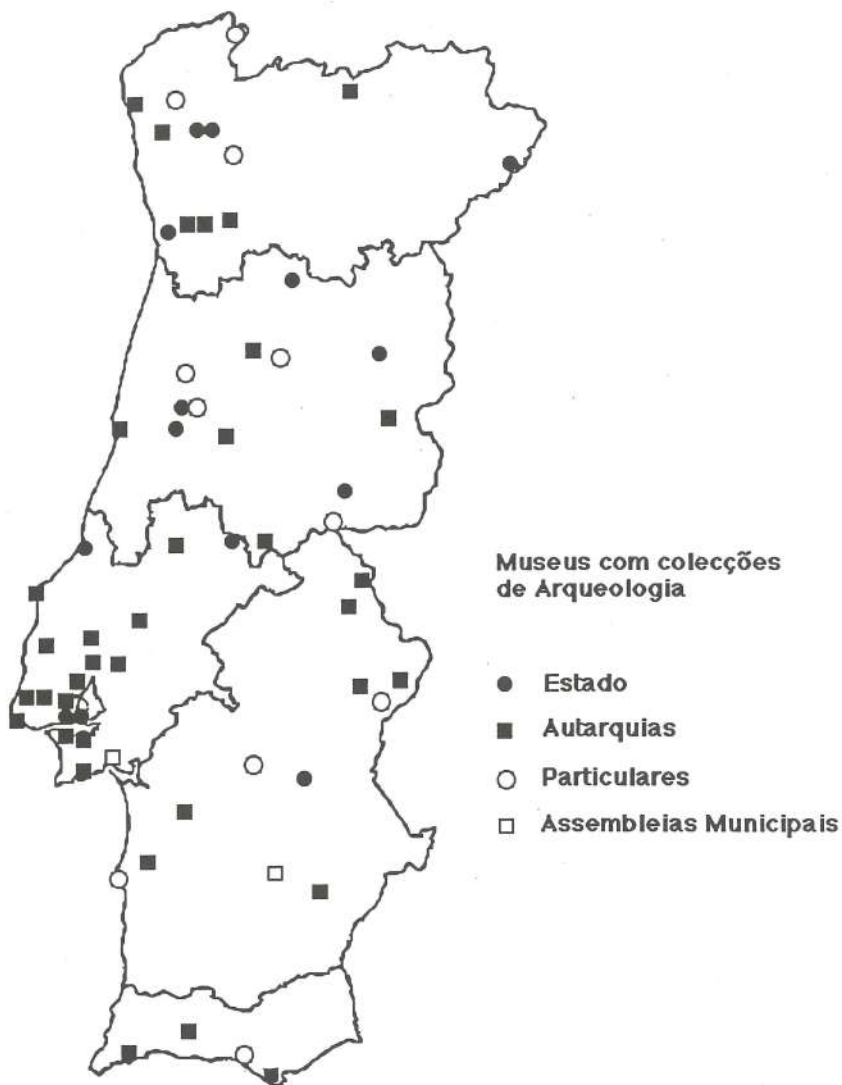 Museus com colecções
de Arqueologia
Estado
Autarquias
Particulares
Assembleias Municipais